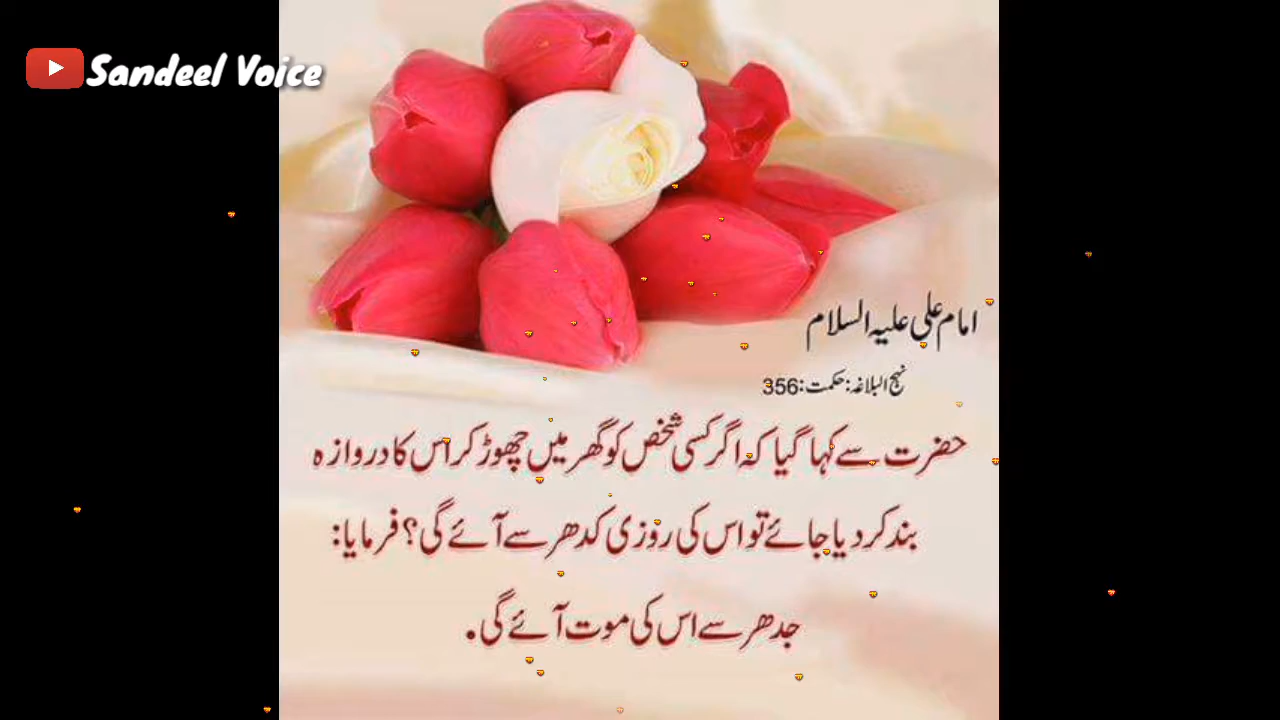 Sandeel Voice
امام علی علیہ السلام
نہج البلاغہ: حکمت: 356
حضرت سے کہا گیا کہ اگر کسی شخص کو گھر میں چھوڑ کر اس کا دروازہ
بند کر دیا جائے تو اس کی روزی کدھر سے آئے گی؟ فرمایا:
جدھر سے اس کی موت آئے گی۔